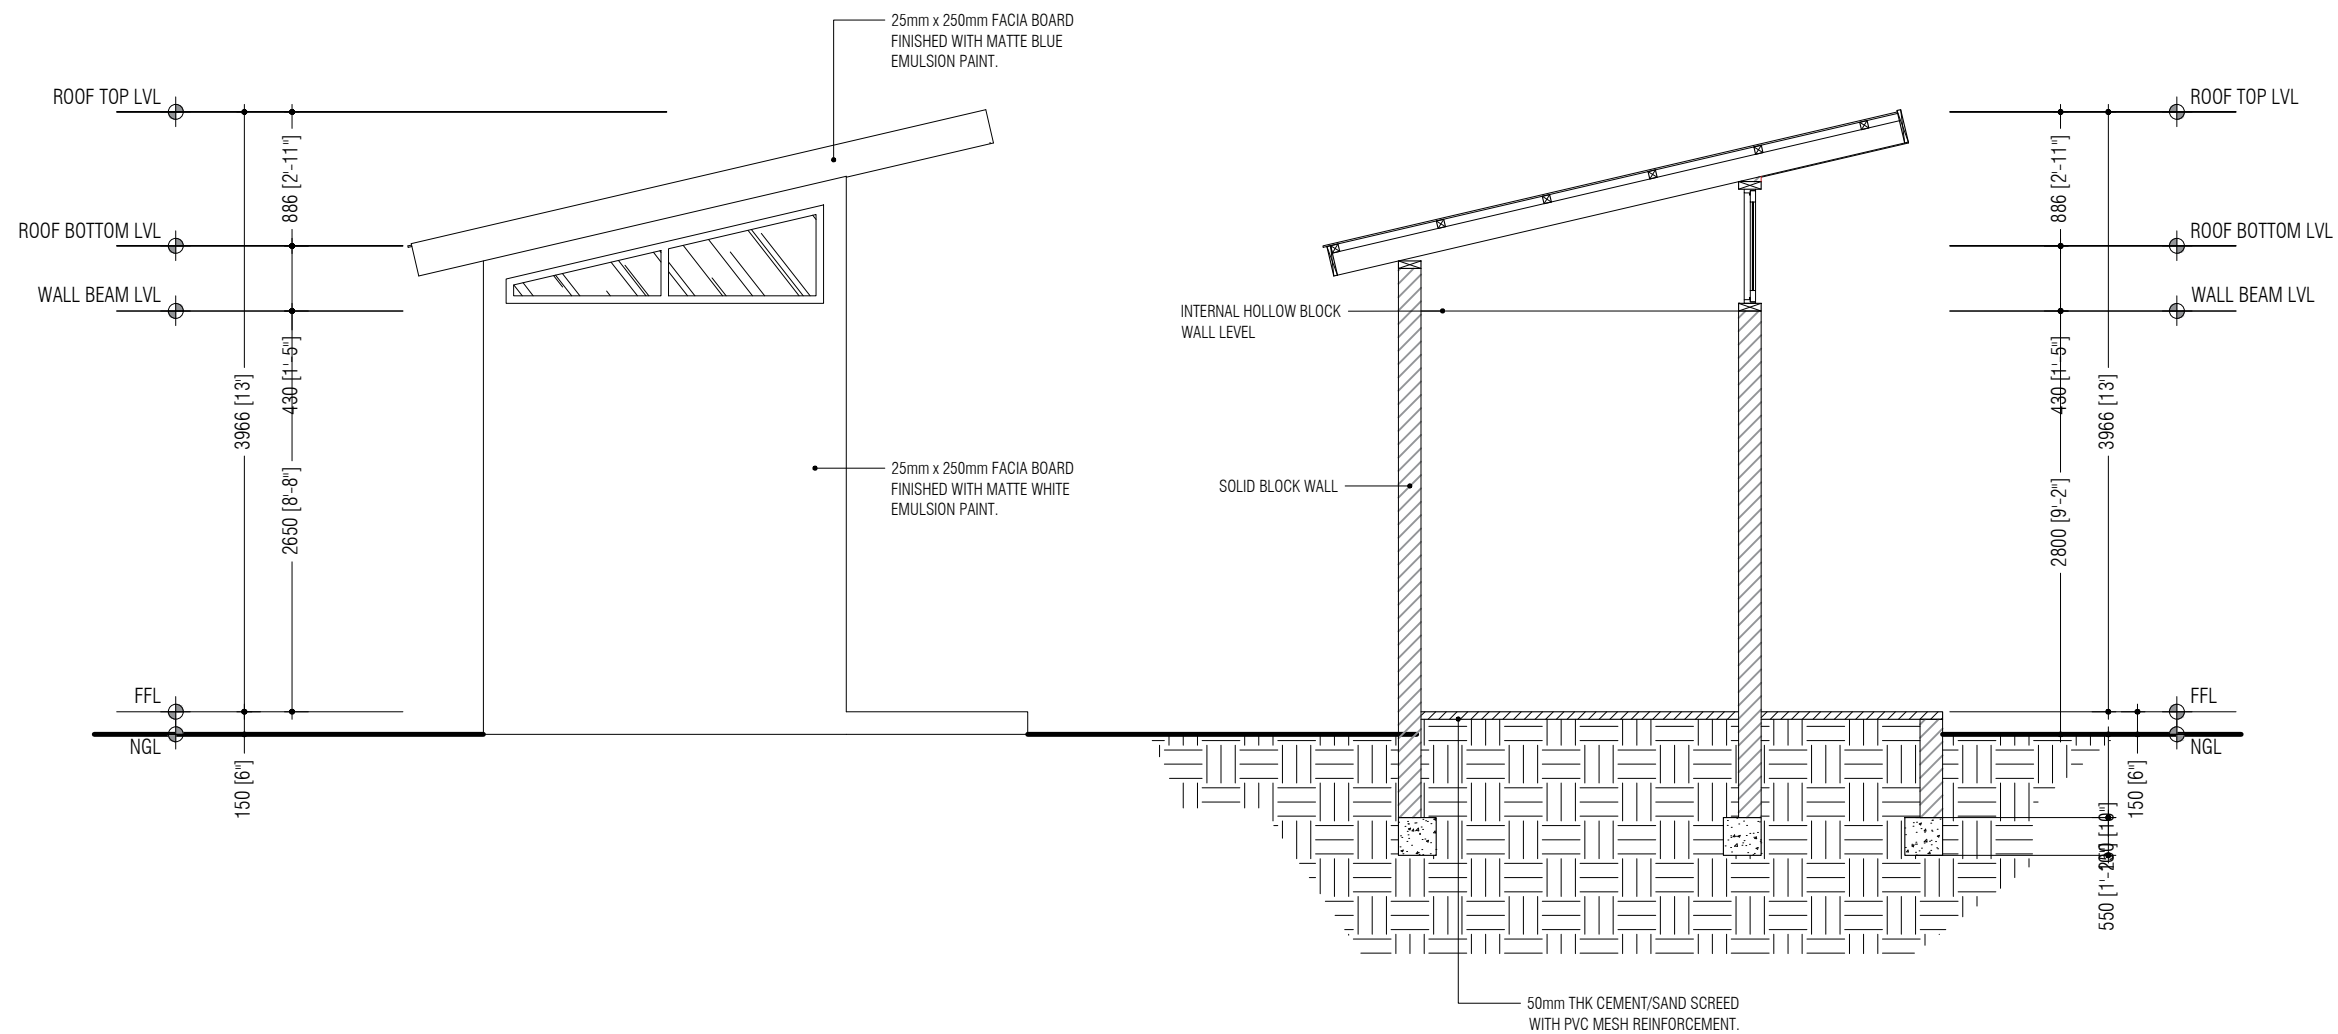 25mm x 250mm FACIA BOARD
FINISHED WITH MATTE BLUE
EMULSION PAINT.
ROOF TOP LVL
886 [2'-11"]
ROOF BOTTOM LVL
WALL BEAM LVL
430 [1'-5"]
3966 [13']
2650 [8'-8"]
25mm x 250mm FACIA BOARD
FINISHED WITH MATTE WHITE
EMULSION PAINT.
FFL
NGL
150 [6"]
ROOF TOP LVL
886 [2'-11"]
ROOF BOTTOM LVL
WALL BEAM LVL
INTERNAL HOLLOW BLOCK
WALL LEVEL
430 [1'-5"]
3966 [13']
SOLID BLOCK WALL
2800 [9'-2"]
FFL
NGL
150 [6"]
[10"]
550 [1'-
50mm THK CEMENT/SAND SCREED
WITH PVC MESH REINFORCEMENT.